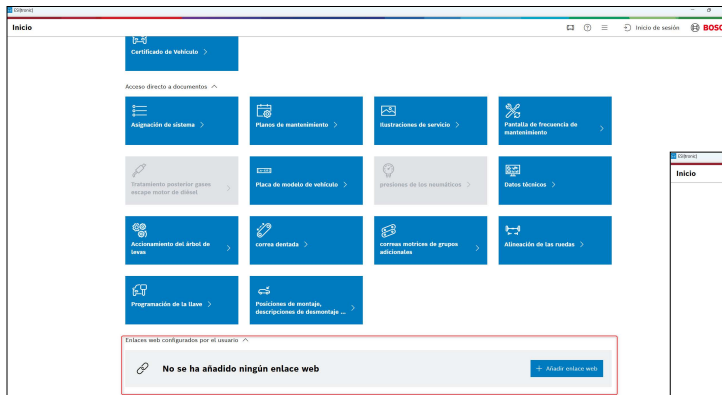 ES[tronic]
Inicio
Inicio de sesión
BOSC
Certificado de Vehículo
Acceso directo a documentos
Asignación de sistema
Planos de mantenimiento
Ilustraciones de servicio
Pantalla de frecuencia de
mantenimiento
Tratamiento posterior gases
escape motor de diésel
Placa de modelo de vehículo
presiones de los neumáticos
Datos técnicos
Accionamiento del árbol de
levas
correa dentada
correas motrices de grupos
adicionales
Alineación de las ruedas
Programación de la llave
Posiciones de montaje,
descripciones de desmontaje ...
Enlaces web configurados por el usuario
No se ha añadido ningún enlace web
+ Añadir enlace web
ES[tronic]
Inicio